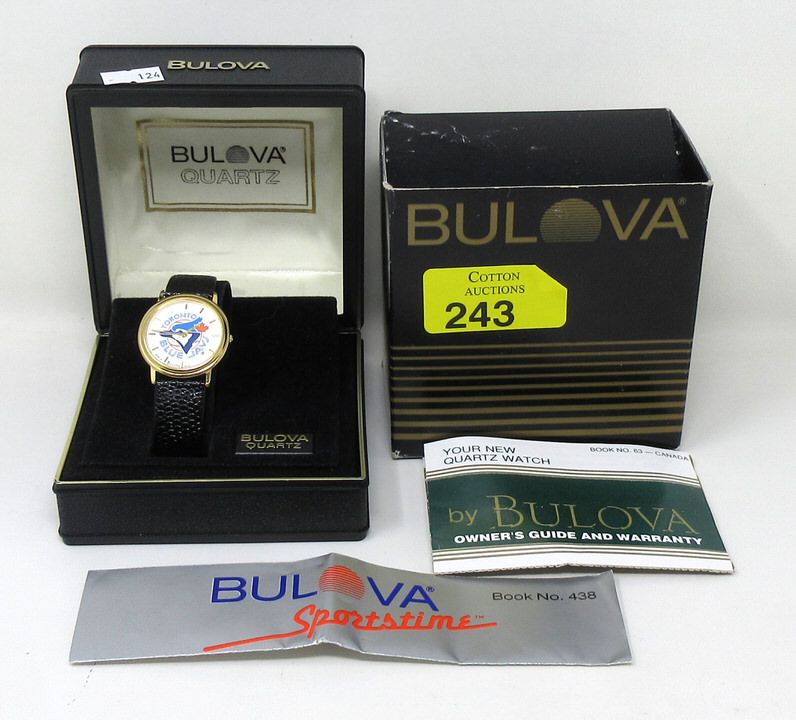 BULOVA
124
BULOVA®
QUARTZ
TORONTO
BLUE JAYS
BULOVA
QUARTZ
BULOVA®
COTTON
AUCTIONS
243
YOUR NEW
QUARTZ WATCH
BOOK NO. 63 — CANADA
by BULOVA
OWNER'S GUIDE AND WARRANTY
BULOVA®
Sportstime™
Book No. 438